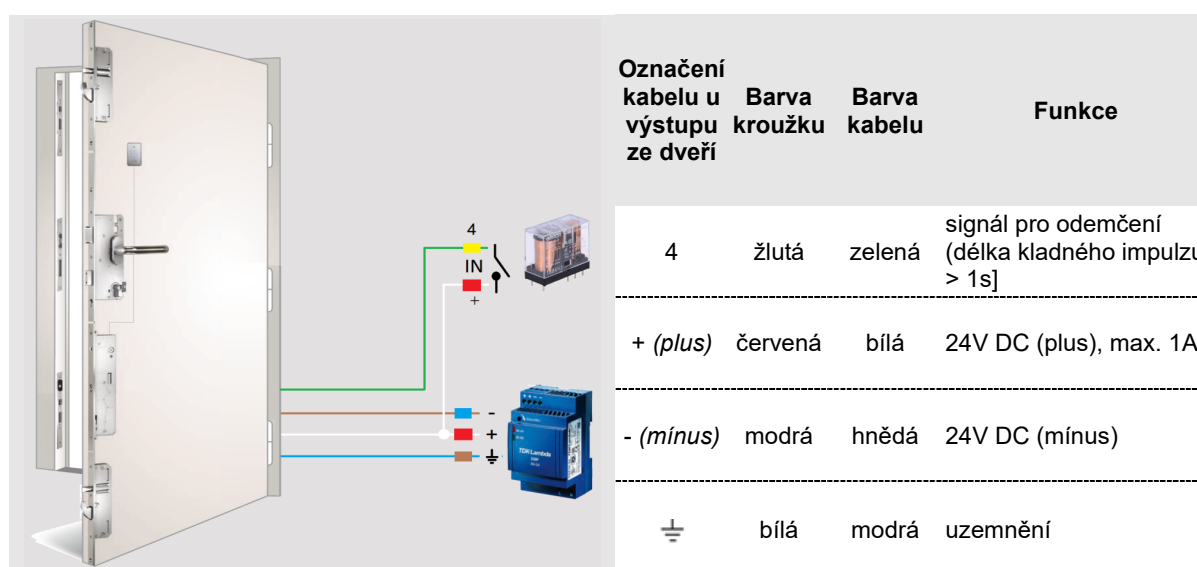 Označení
kabelu u
výstupu
ze dveří
Barva
kroužku
Barva
kabelu
Funkce
4
žlutá
zelená
signál pro odemčení
(délka kladného impulzu
> 1s]
+ (plus)
červená
bílá
24V DC (plus), max. 1A
- (mínus)
modrá
hnědá
24V DC (mínus)
bílá
modrá
uzemnění
4
IN
+
-
+
TDK-Lambda